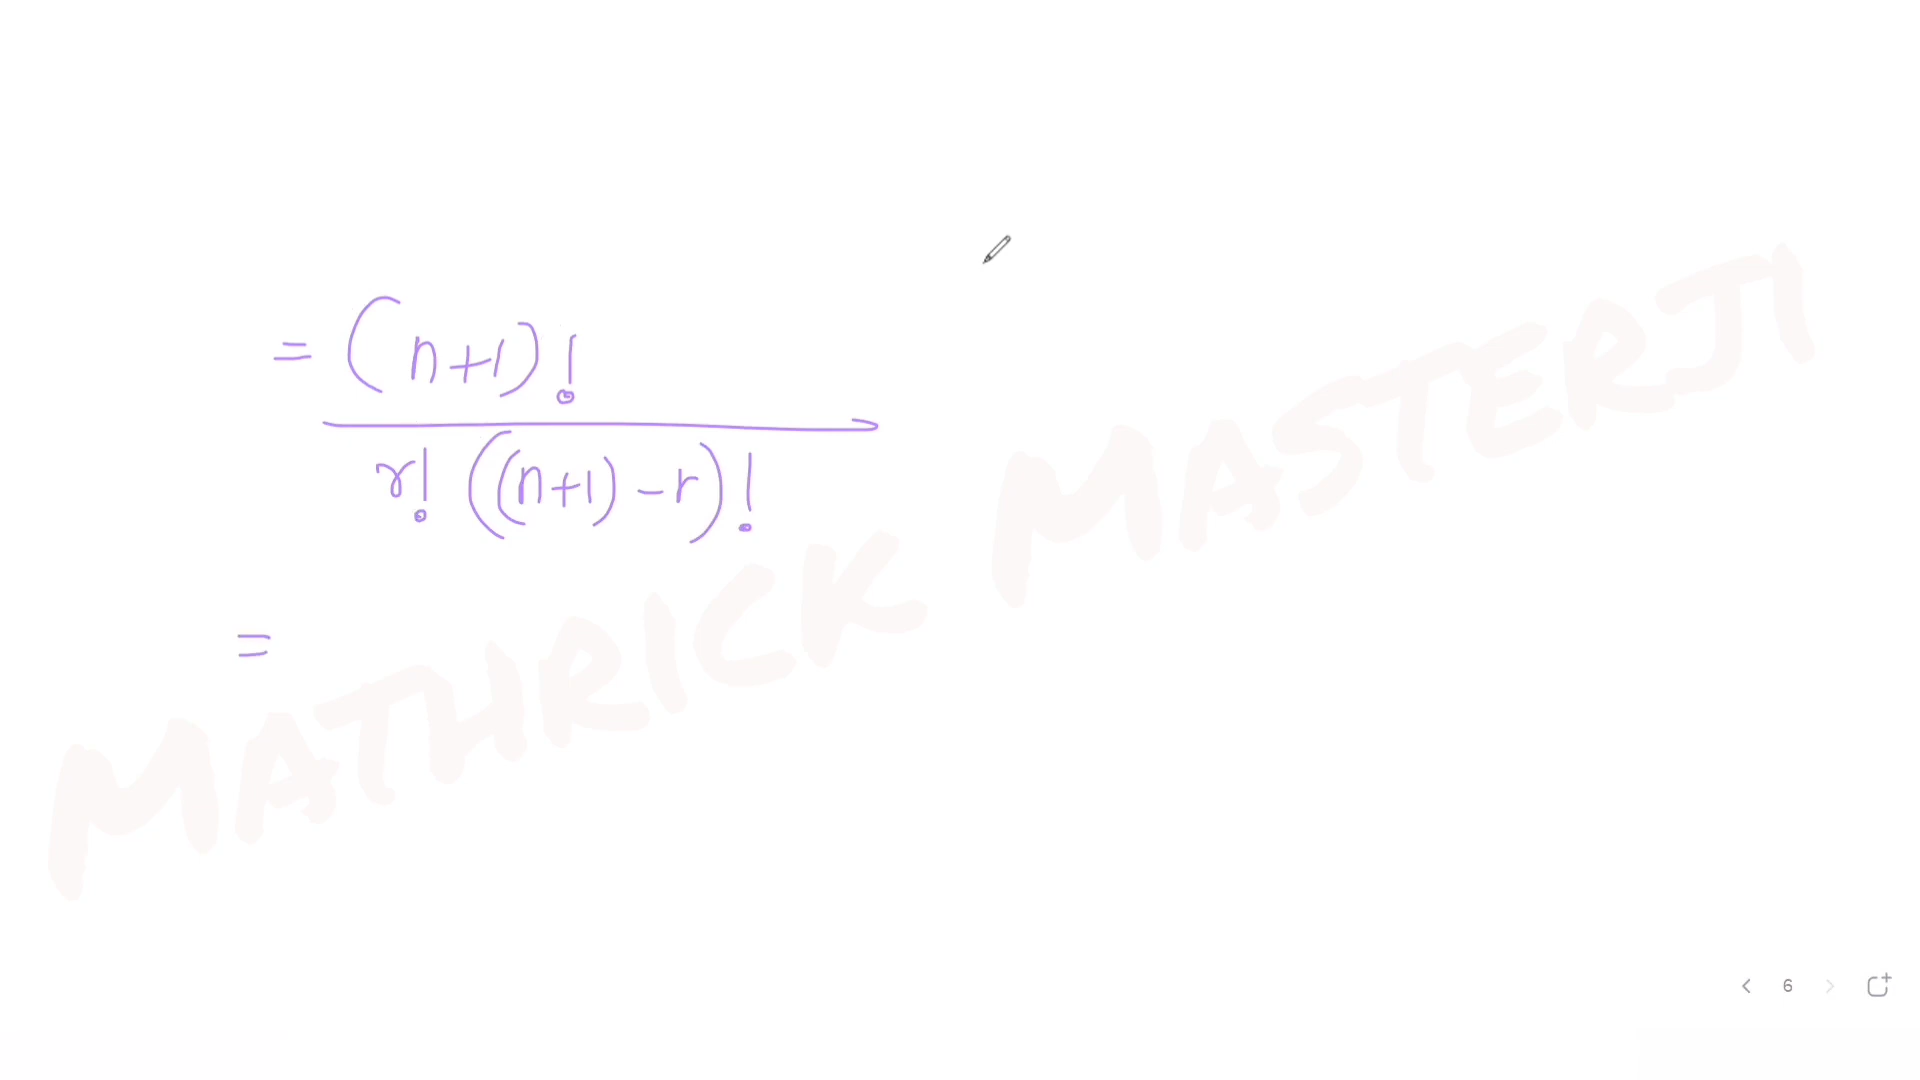 = (n+1)!
r! ((n+1)-r)!
=
MATHRICK MASTERJI
6